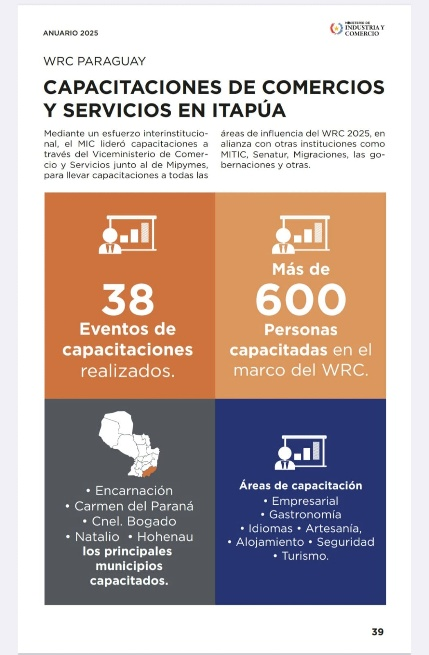 ANUARIO 2025
MINISTERIO DE
INDUSTRIA Y
COMERCIO
WRC PARAGUAY
CAPACITACIONES DE COMERCIOS
Y SERVICIOS EN ITAPÚA
Mediante un esfuerzo interinstitucio-
nal, el MIC lideró capacitaciones a
través del Viceministerio de Comer-
cio y Servicios junto al de Mipymes,
para llevar capacitaciones a todas las
áreas de influencia del WRC 2025, en
alianza con otras instituciones como
MITIC, Senatur, Migraciones, las go-
bernaciones y otras.
38
Eventos de
capacitaciones
realizados.
Más de
600
Personas
capacitadas en el
marco del WRC.
• Encarnación
• Carmen del Paraná
• Cnel. Bogado
• Natalio • Hohenau
los principales
municipios
capacitados.
Áreas de capacitación
• Empresarial
• Gastronomía
• Idiomas • Artesanía,
• Alojamiento • Seguridad
• Turismo.
39